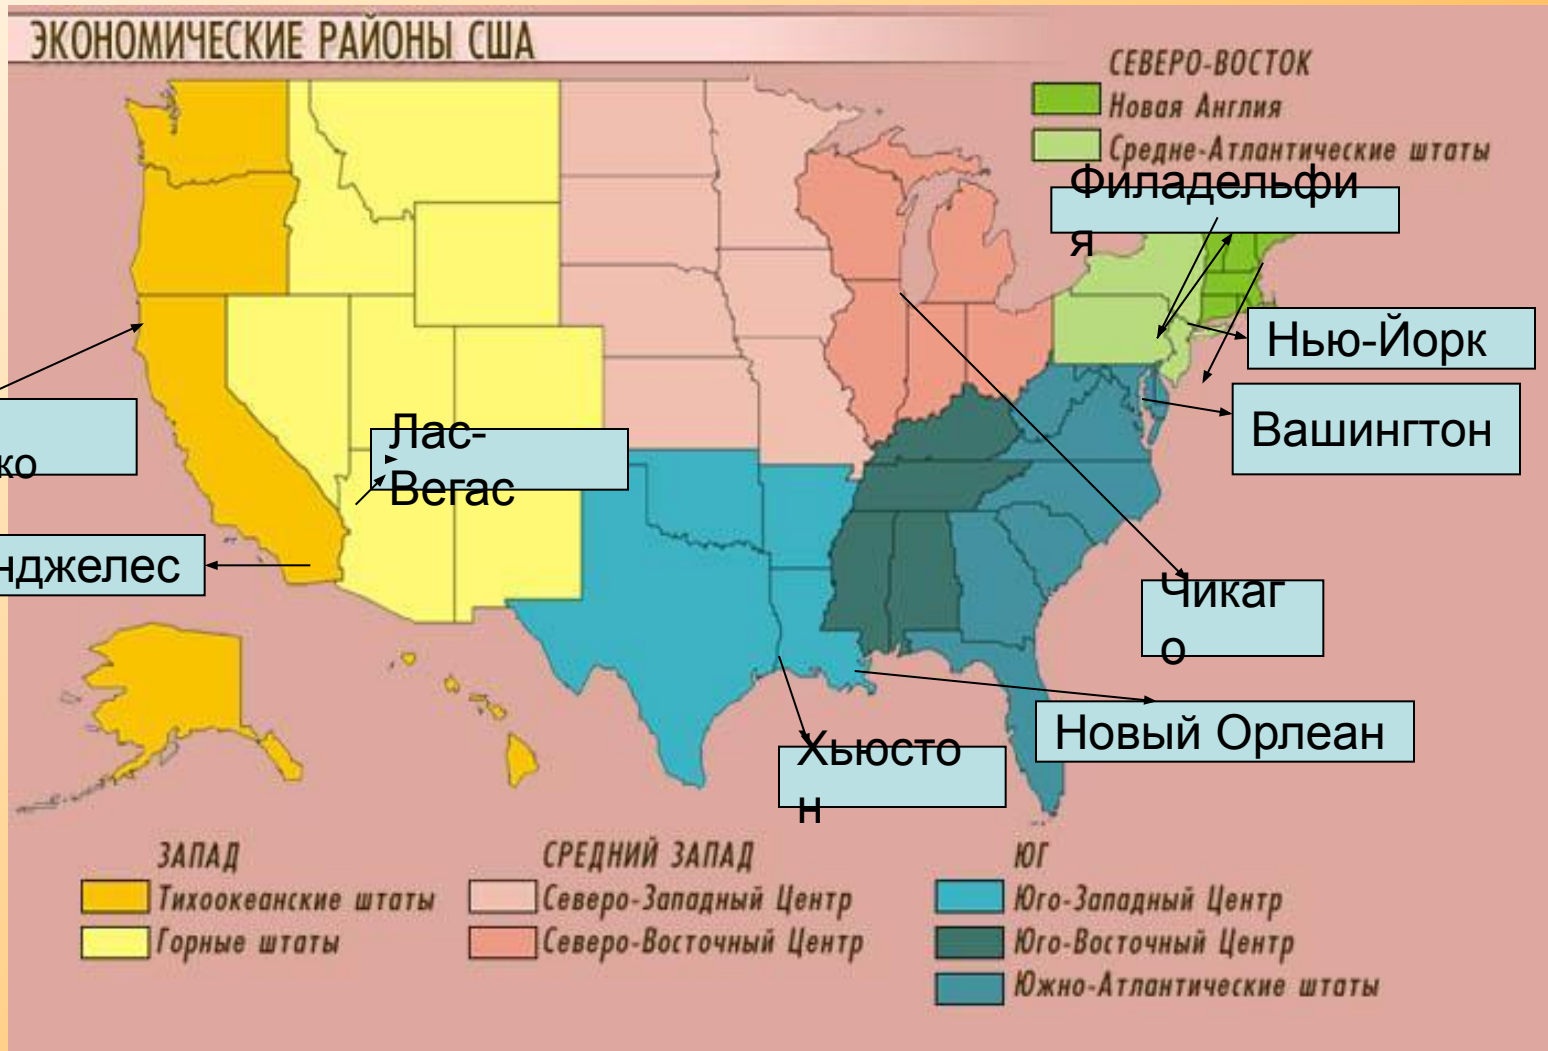 ЭКОНОМИЧЕСКИЕ РАЙОНЫ США
СЕВЕРО-ВОСТОК
Новая Англия
Средне-Атлантические штаты
Филадельфи
я
Нью-Йорк
Вашингтон
ко
Лас-
Вегас
нджелес
Чикаг
о
Новый Орлеан
Хьюсто
н
ЗАПАД
Тихоокеанские штаты
Горные штаты
СРЕДНИЙ ЗАПАД
Северо-Западный Центр
Северо-Восточный Центр
ЮГ
Юго-Западный Центр
Юго-Восточный Центр
Южно-Атлантические штаты